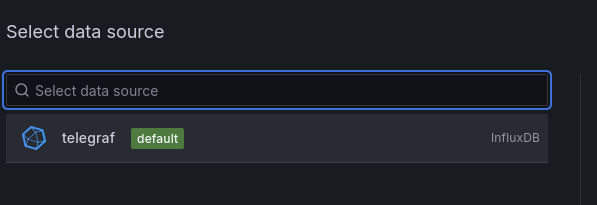 Select data source
Select data source
telegraf default InfluxDB